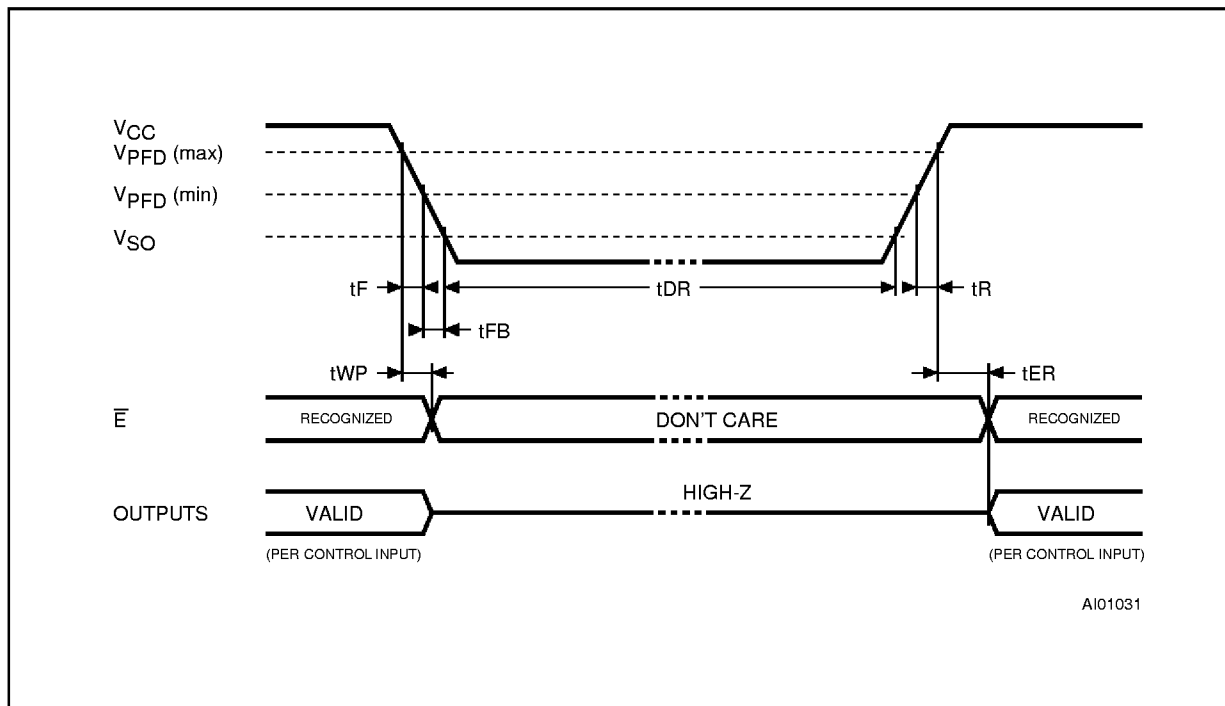 VCC
VPFD (max)
VPFD (min)
VSO
tF
tDR
tR
tFB
tWP
tER
E
RECOGNIZED
DON'T CARE
RECOGNIZED
HIGH-Z
OUTPUTS
VALID
VALID
(PER CONTROL INPUT)
(PER CONTROL INPUT)
AI01031